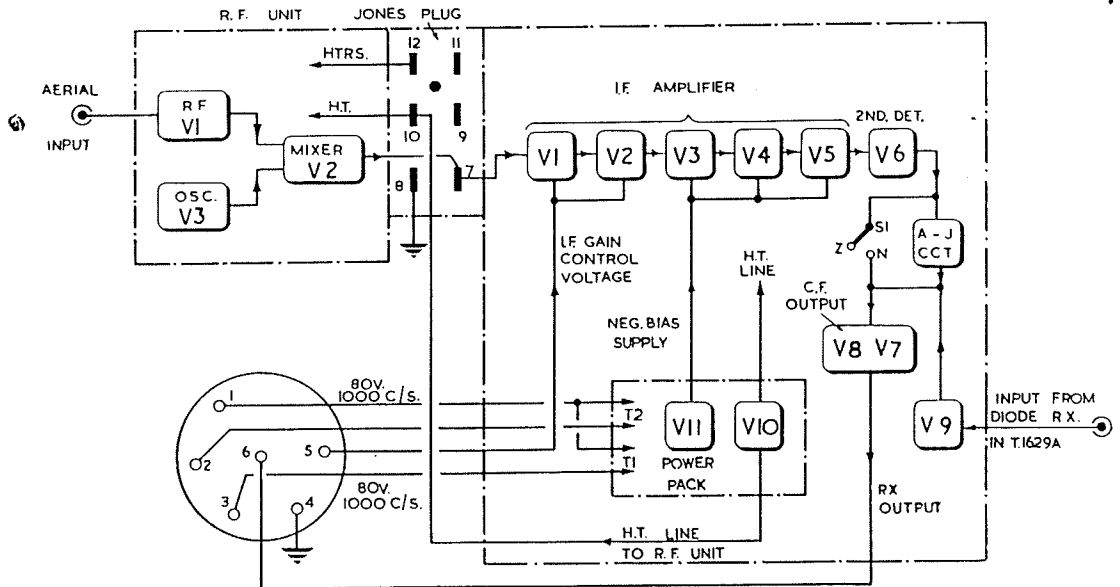 R.F. UNIT
JONES PLUG
12
11
HTRS.
AERIAL
INPUT
R F
V1
H.T.
10
9
I.F. AMPLIFIER
2ND. DET.
MIXER
V2
OSC.
V3
8
7
V1
V2
V3
V4
V5
V6
S1
Z
N
A-J
CCT
I.F. GAIN
CONTROL
VOLTAGE
H.T.
LINE
C.F.
OUTPUT
NEG. BIAS
SUPPLY
V8 V7
80V.
1000 C/S.
1
2
3
4
5
6
T2
T1
V11
V10
POWER
PACK
V9
INPUT FROM
DIODE RX.
IN T.1629A
80V.
1000 C/S.
RX
OUTPUT
H.T. LINE
TO R.F. UNIT